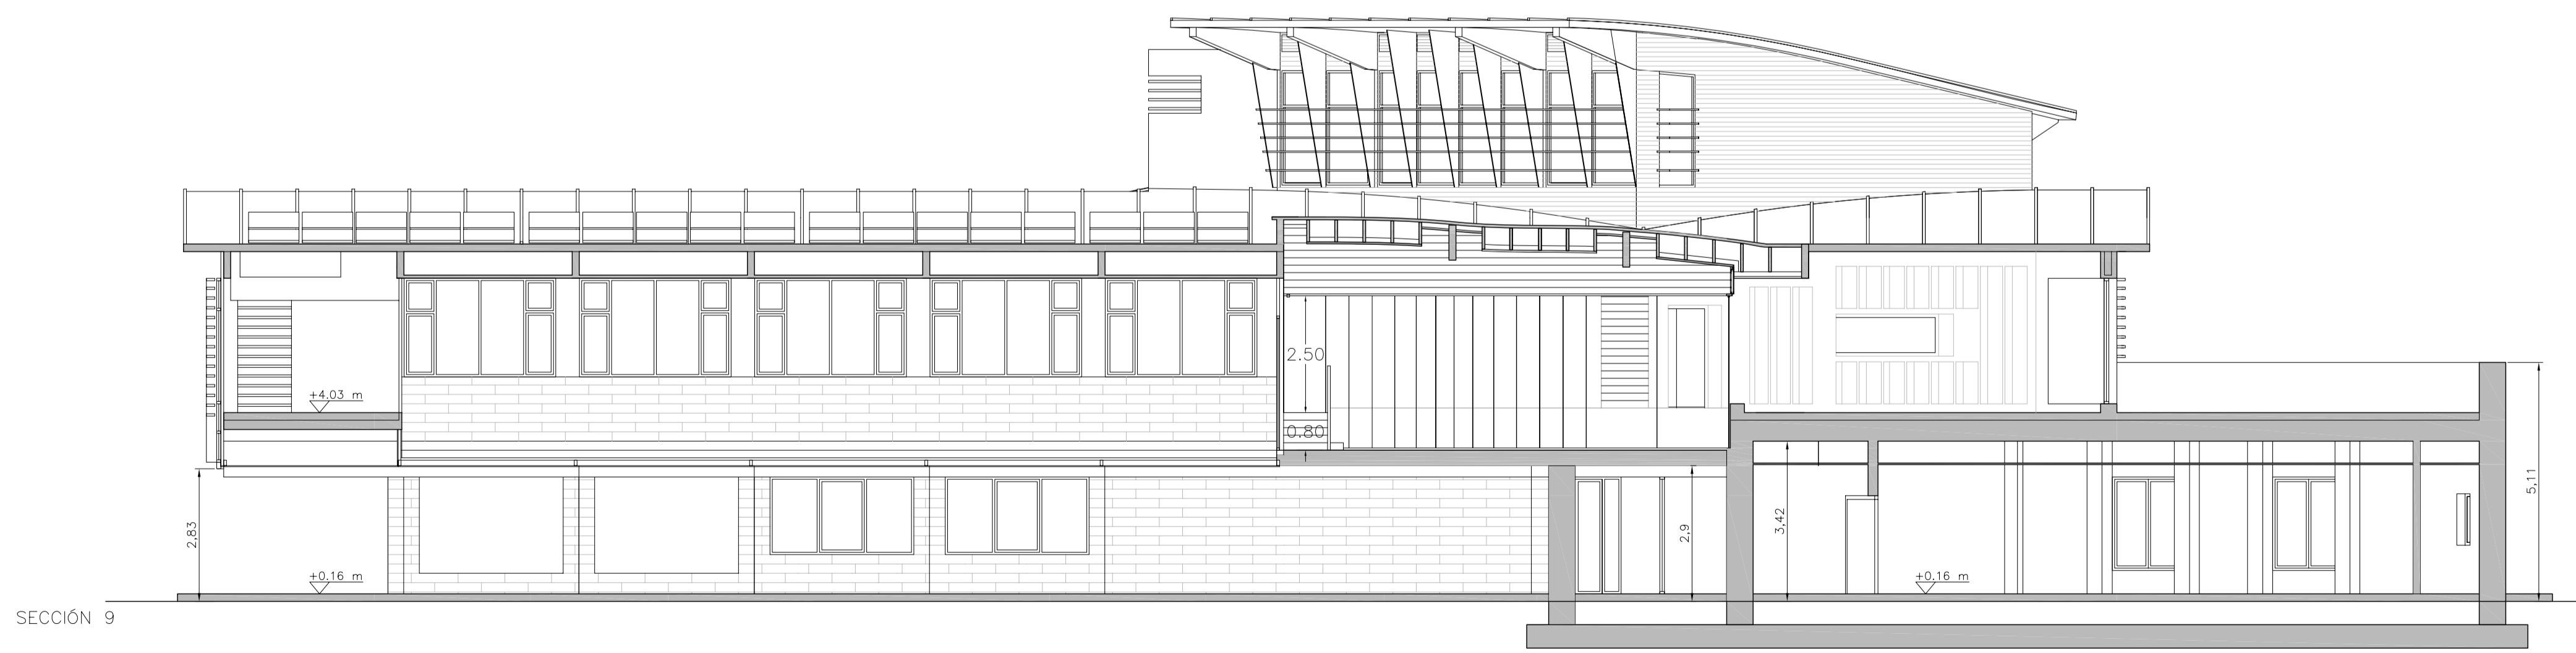 2.50
+4.03 m
0.80
5,11
2,83
2,9
3,42
+0.16 m
+0.16 m
SECCIÓN 9